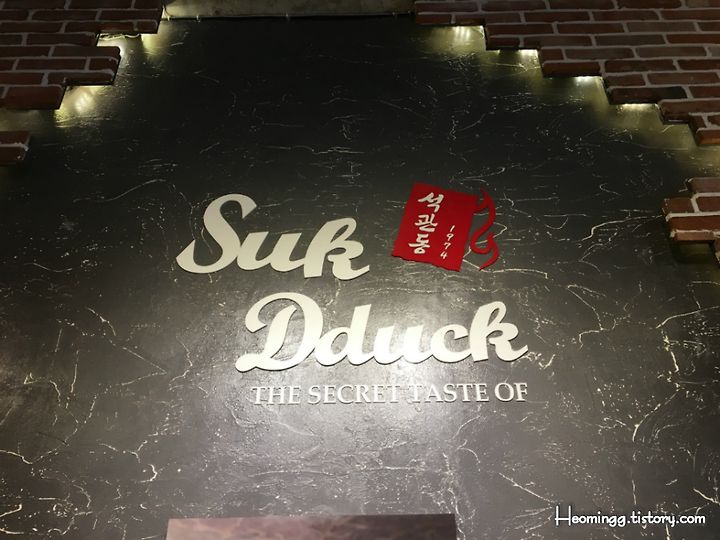 Suk
석관동
1974
Dduck
THE SECRET TASTE OF
Heomingg.tistory.com